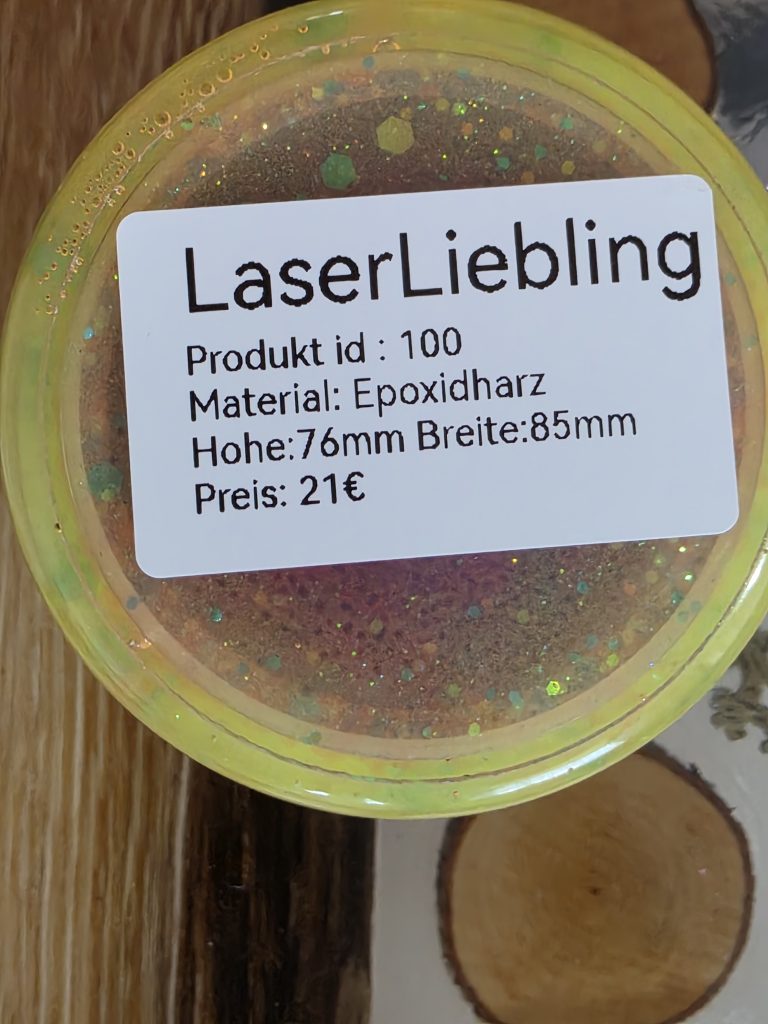 LaserLiebling
Produkt id : 100
Material: Epoxidharz
Hohe:76mm Breite:85mm
Preis: 21€